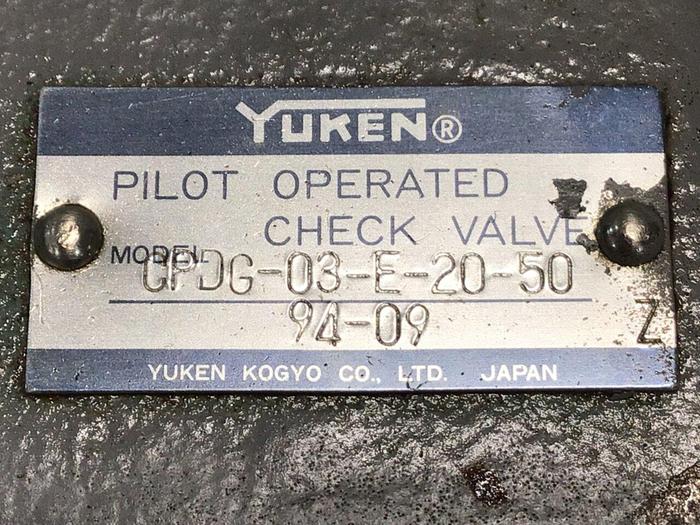 YUKEN®
PILOT OPERATED
CHECK VALVE
MODEL CPDG-03-E-20-50
94-09
Z
YUKEN KOGYO CO., LTD. JAPAN